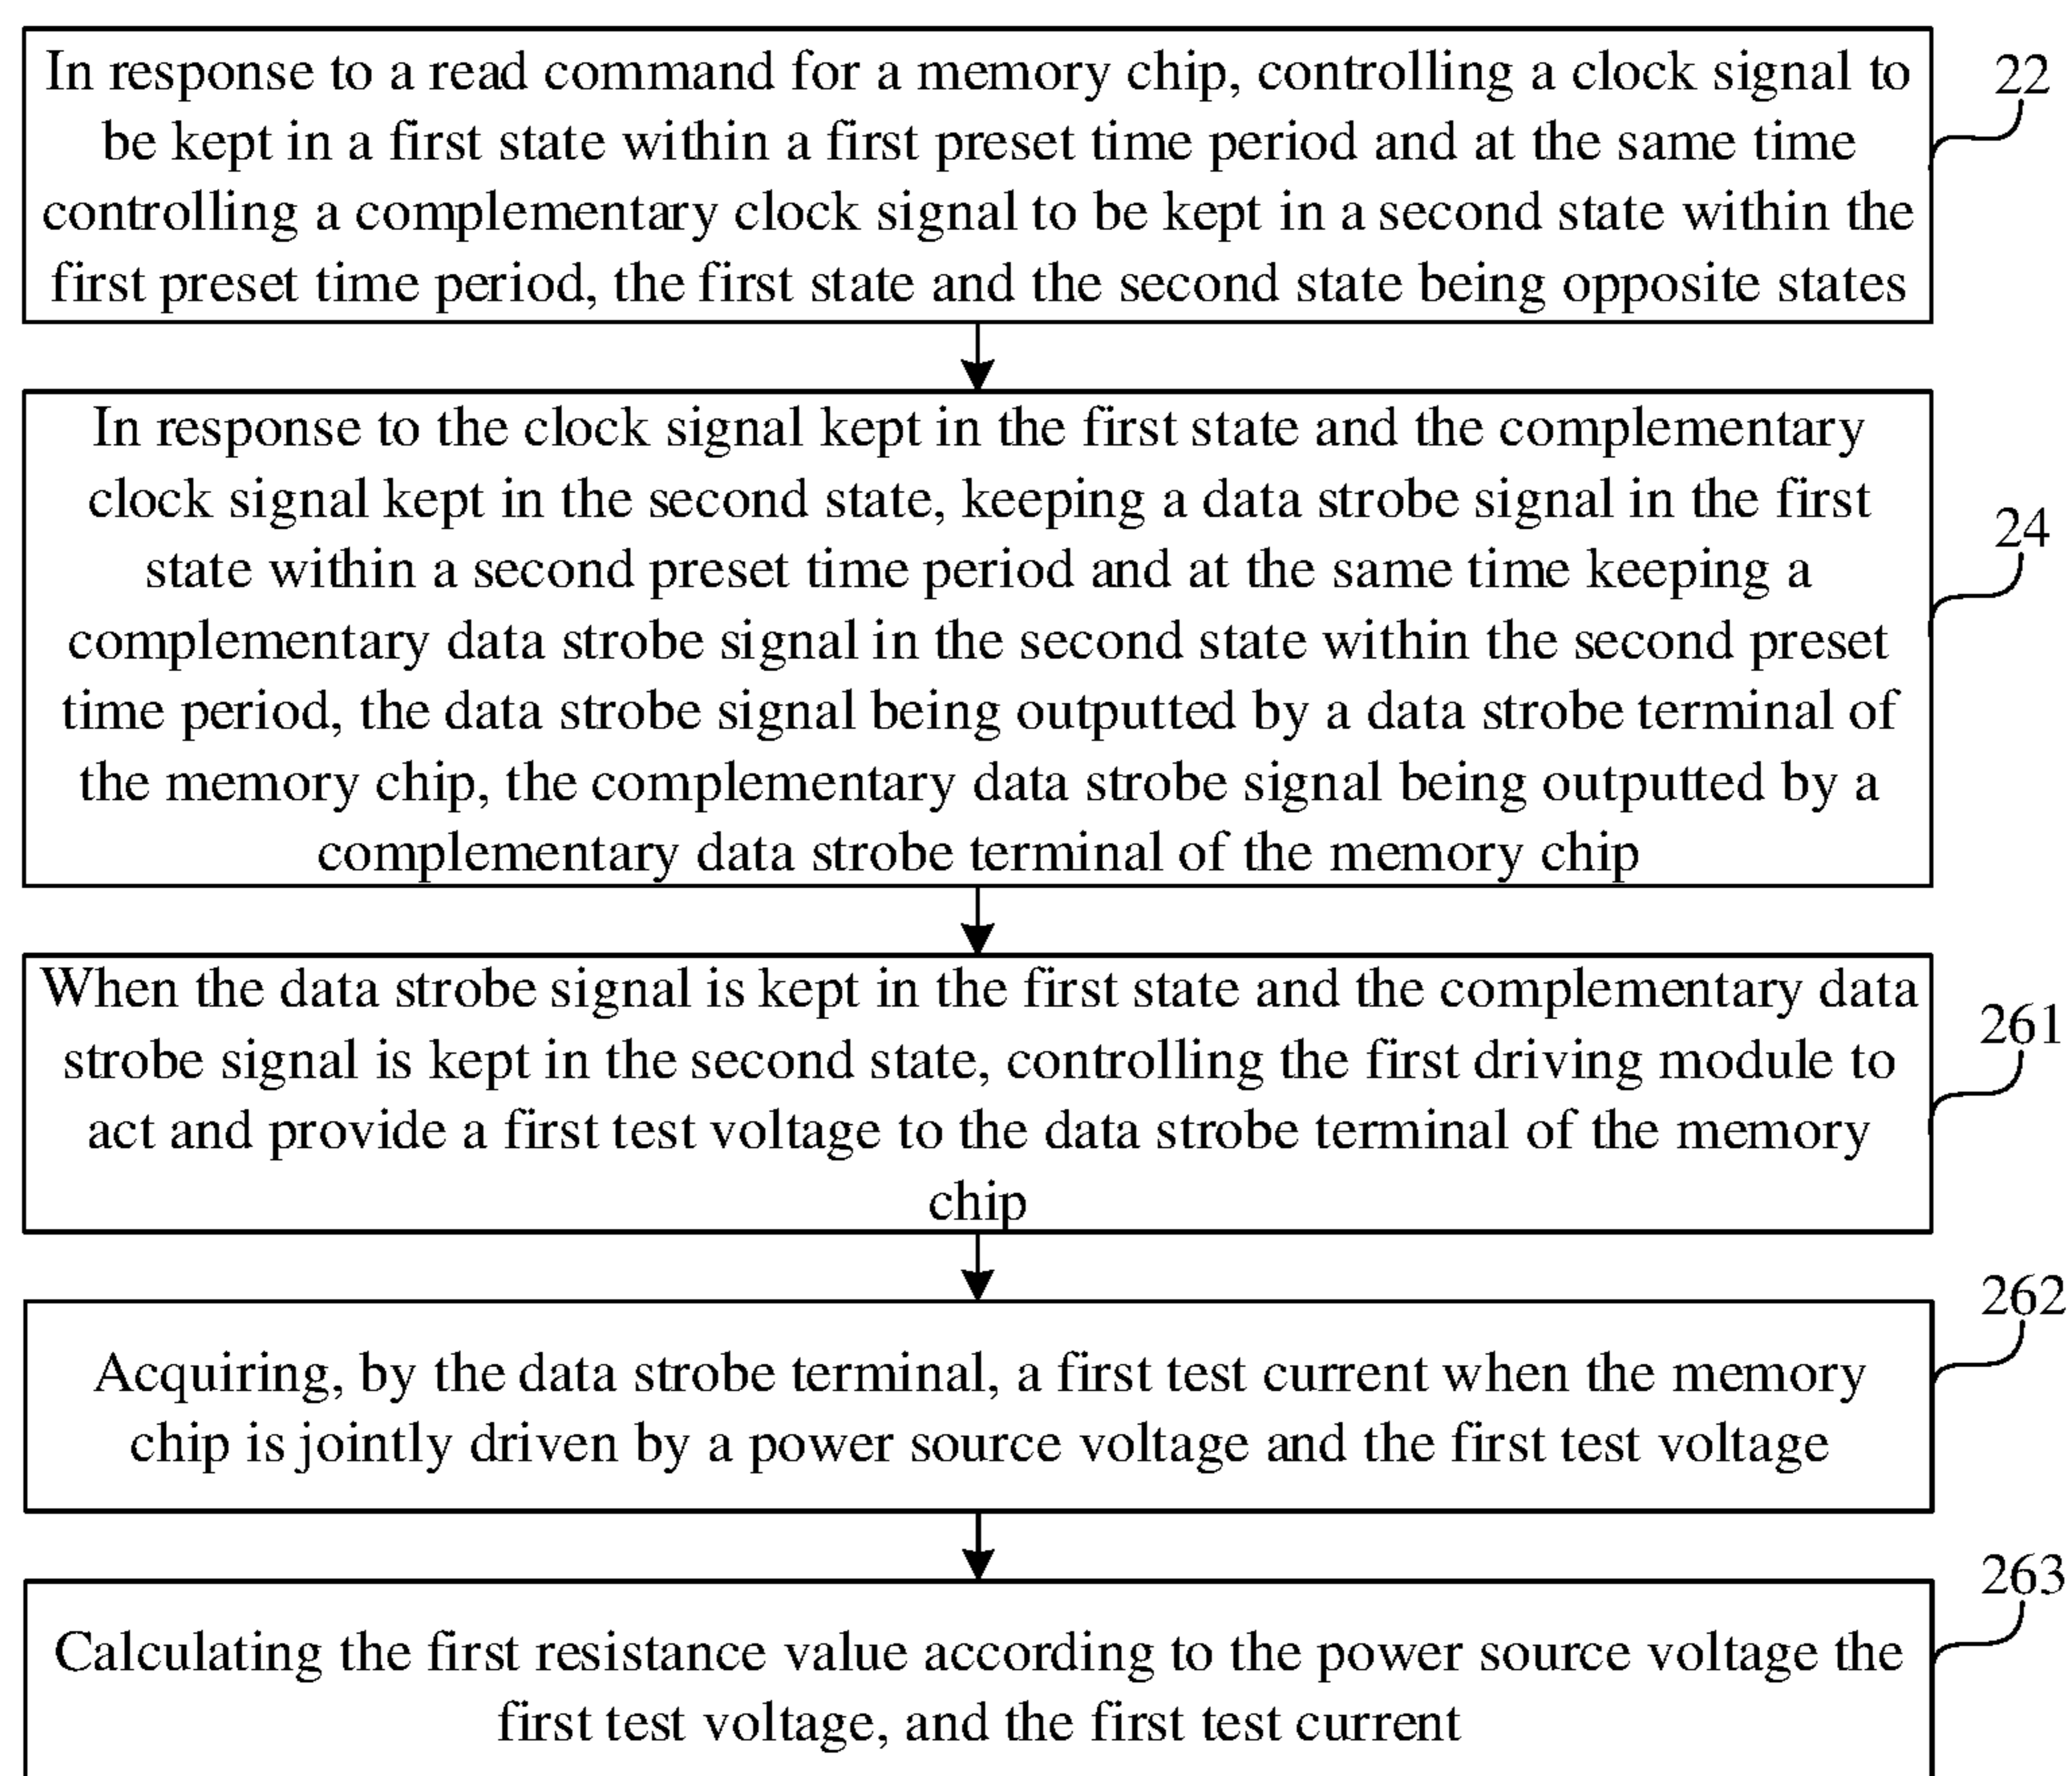 In response to a read command for a memory chip, controlling a clock signal to
be kept in a first state within a first preset time period and at the same time
controlling a complementary clock signal to be kept in a second state within the
first preset time period, the first state and the second state being opposite states
22
In response to the clock signal kept in the first state and the complementary
clock signal kept in the second state, keeping a data strobe signal in the first
state within a second preset time period and at the same time keeping a
complementary data strobe signal in the second state within the second preset
time period, the data strobe signal being outputted by a data strobe terminal of
the memory chip, the complementary data strobe signal being outputted by a
complementary data strobe terminal of the memory chip
24
When the data strobe signal is kept in the first state and the complementary data
strobe signal is kept in the second state, controlling the first driving module to
act and provide a first test voltage to the data strobe terminal of the memory
chip
261
Acquiring, by the data strobe terminal, a first test current when the memory
chip is jointly driven by a power source voltage and the first test voltage
262
Calculating the first resistance value according to the power source voltage the
first test voltage, and the first test current
263